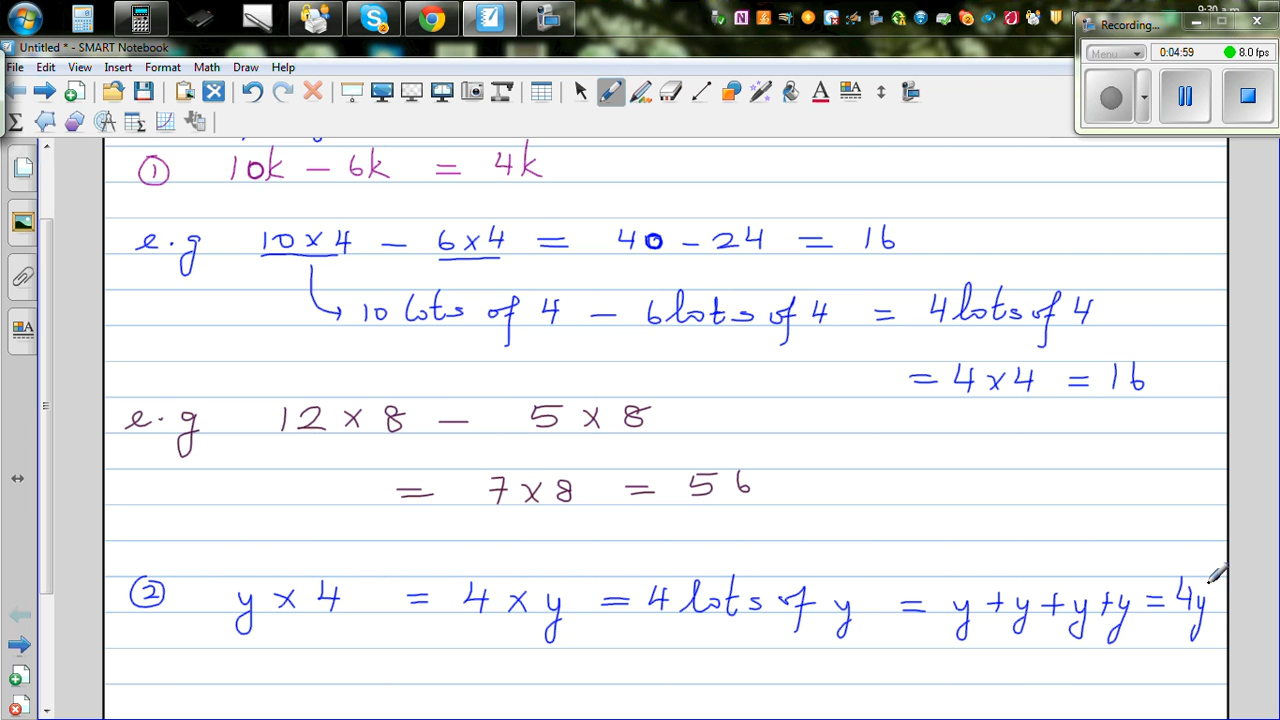 9:30 a.m.
Untitled * - SMART Notebook
File Edit View Insert Format Math Draw Help
Recording...
Menu 0:04:59 8.0 fps
① 10k - 6k = 4k
e.g 10 × 4 - 6 × 4 = 40 - 24 = 16
10 lots of 4 - 6 lots of 4 = 4 lots of 4
= 4 × 4 = 16
e.g 12 × 8 - 5 × 8
= 7 × 8 = 56
② y × 4 = 4 × y = 4 lots of y = y + y + y + y = 4y